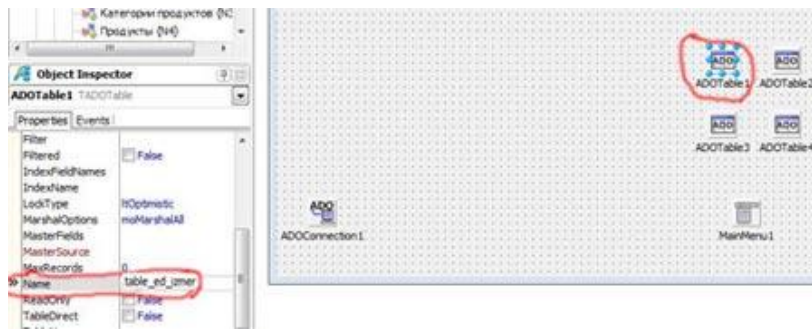 Категории продуктов (N
Продукты (N4)
Object Inspector
ADOTable1 TADOTable
Properties Events
Filter
Filtered False
IndexFieldNames
IndexName
LockType ltOptimistic
MarshalOptions moMarshalAll
MasterFields
MasterSource
MaxRecords 0
Name table_ed_izmer
ReadOnly False
TableDirect False
ADO ADO
ADOTable1 ADOTable2
ADO ADO
ADOTable3 ADOTable4
ADO
ADOConnection1
MainMenu1